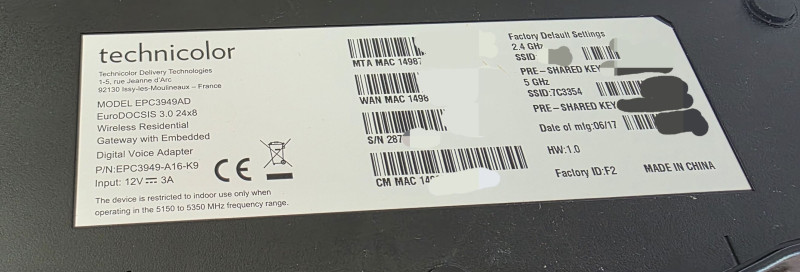 technicolor
Technicolor Delivery Technologies
1-5, rue Jeanne d'Arc
92130 Issy-les-Moulineaux – France
MODEL EPC3949AD
EuroDOCSIS 3.0 24x8
Wireless Residential
Gateway with Embedded
Digital Voice Adapter
P/N:EPC3949-A16-K9
Input: 12V ⎓ 3A
CE
The device is restricted to indoor use only when
operating in the 5150 to 5350 MHz frequency range.
MTA MAC 14987
WAN MAC 1498
S/N 287
CM MAC 149
Factory Default Settings
2.4 GHz
SSID
PRE-SHARED KEY
5 GHz
SSID:7C3354
PRE-SHARED KEY
Date of mfg:06/17
HW:1.0
Factory ID:F2
MADE IN CHINA